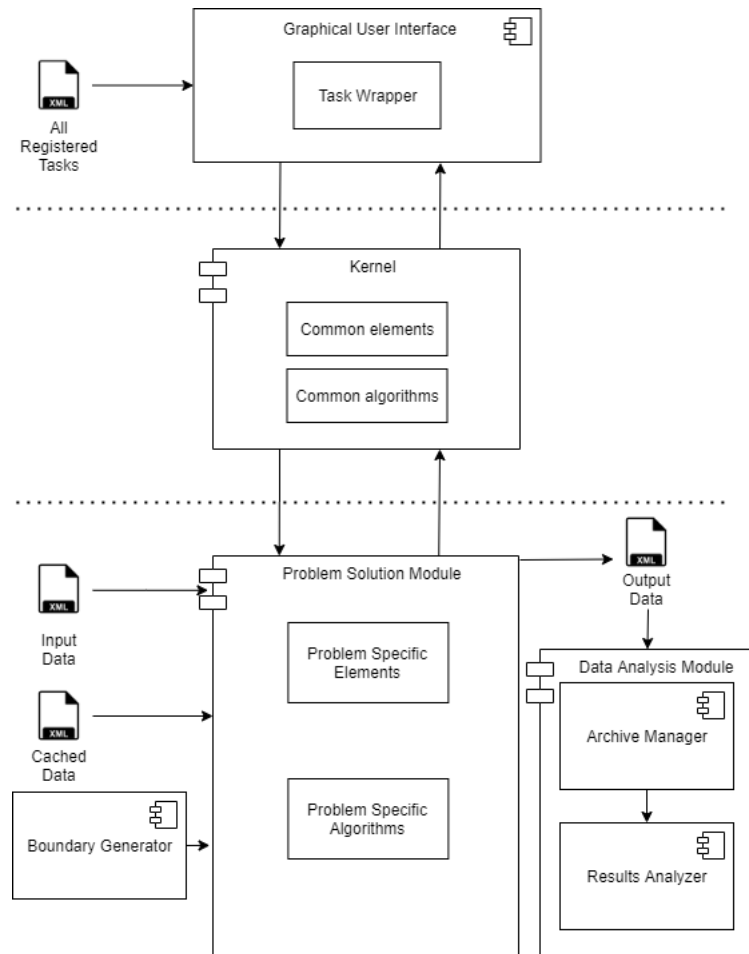 Graphical User Interface
Task Wrapper
XML
All
Registered
Tasks
Kernel
Common elements
Common algorithms
Problem Solution Module
XML
Output
Data
XML
Input
Data
Problem Specific
Elements
Data Analysis Module
XML
Cached
Data
Archive Manager
Problem Specific
Algorithms
Boundary Generator
Results Analyzer